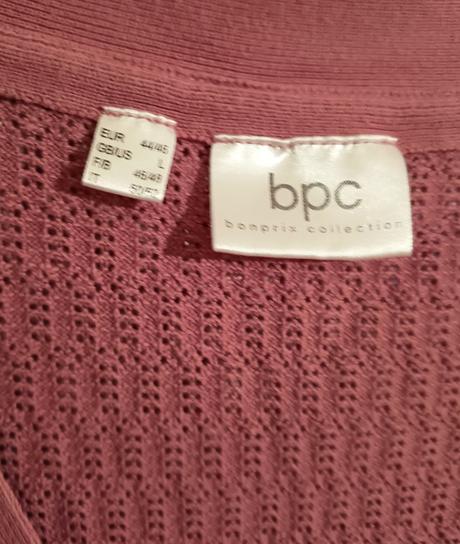 EUR 44/46
GB/US L
F/B 46/48
IT 50/52
bpc
bonprix collection